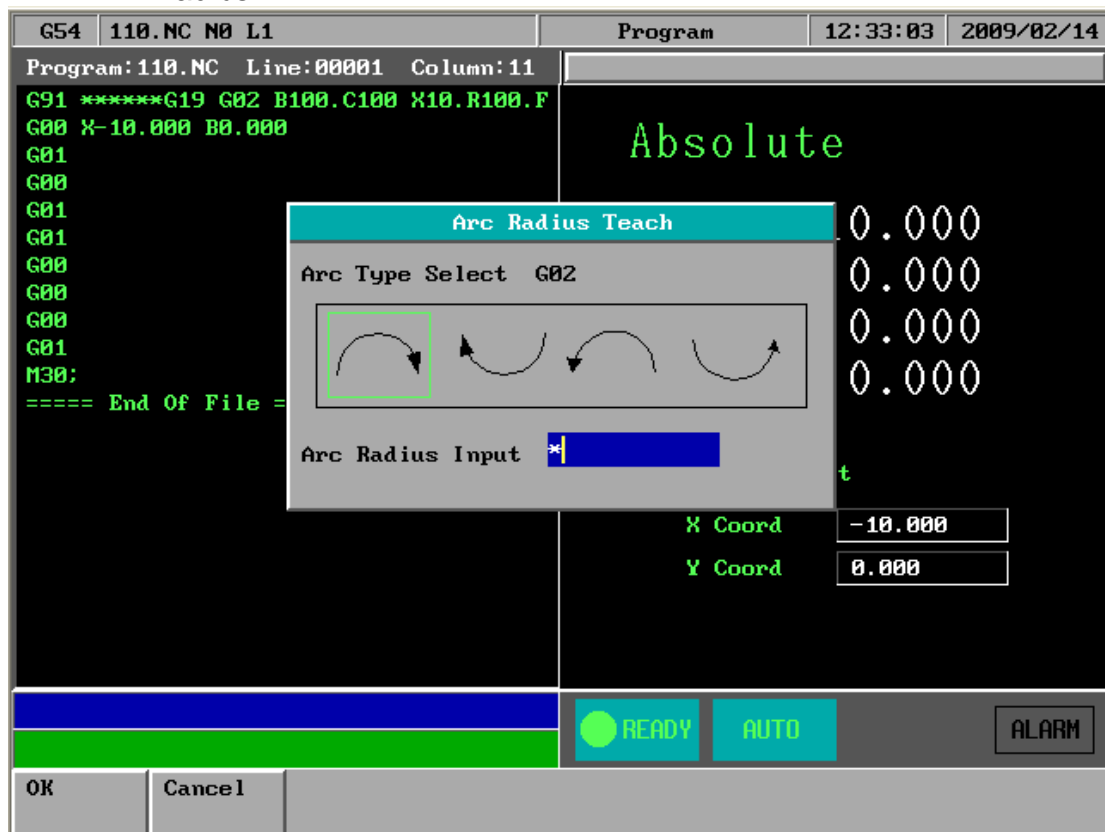 G54 110.NC N0 L1 Program 12:33:03 2009/02/14
Program:110.NC Line:00001 Column:11
G91 ******G19 G02 B100.C100 X10.R100.F
G00 X-10.000 B0.000
G01
G00
G01
G01
G00
G00
G00
G01
M30;
===== End Of File =
Absolute
0.000
0.000
0.000
0.000
Arc Radius Teach
Arc Type Select G02
Arc Radius Input *
t
X Coord -10.000
Y Coord 0.000
READY AUTO ALARM
OK Cancel